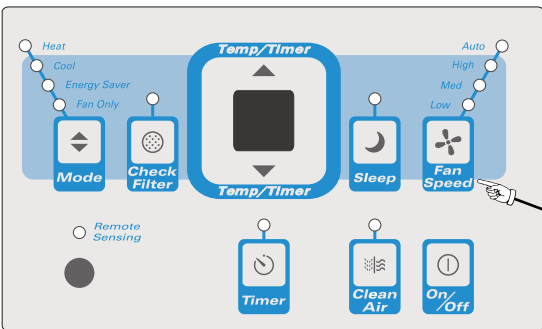 Temp/Timer
Heat
Cool
Energy Saver
Fan Only
Auto
High
Med
Low
Mode
Check
Filter
Temp/Timer
Sleep
Fan
Speed
Remote
Sensing
Timer
Clean
Air
On/Off